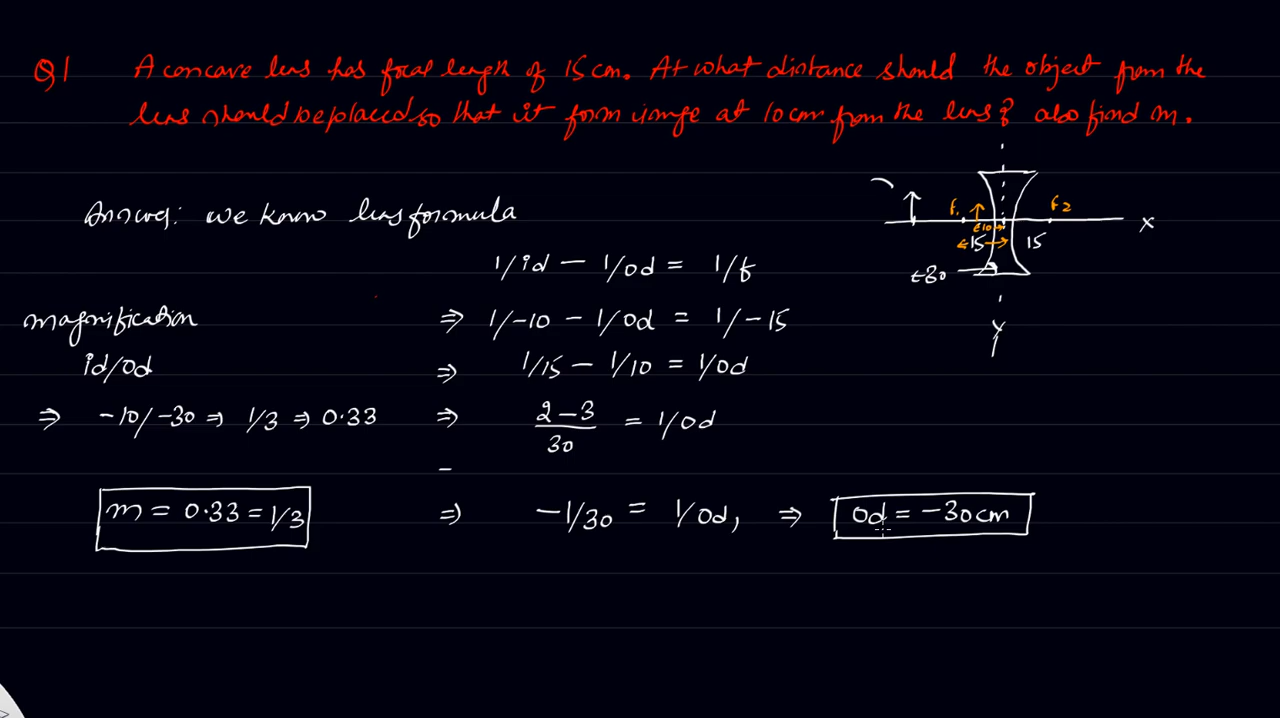 Q1 A concave lens has focal length of 15 cm. At what distance should the object from the
lens should be placed so that it form image at 10 cm from the lens? also find m.
Answer: we know lens formula
1/id - 1/od = 1/f
⇒ 1/-10 - 1/od = 1/-15
⇒ 1/15 - 1/10 = 1/od
⇒ 2-3/30 = 1/od
⇒ -1/30 = 1/od, ⇒ od = -30cm
magnification
id/od
⇒ -10/-30 ⇒ 1/3 ⇒ 0.33
m = 0.33 = 1/3
f1 f2
10
15 15
X
30
Y